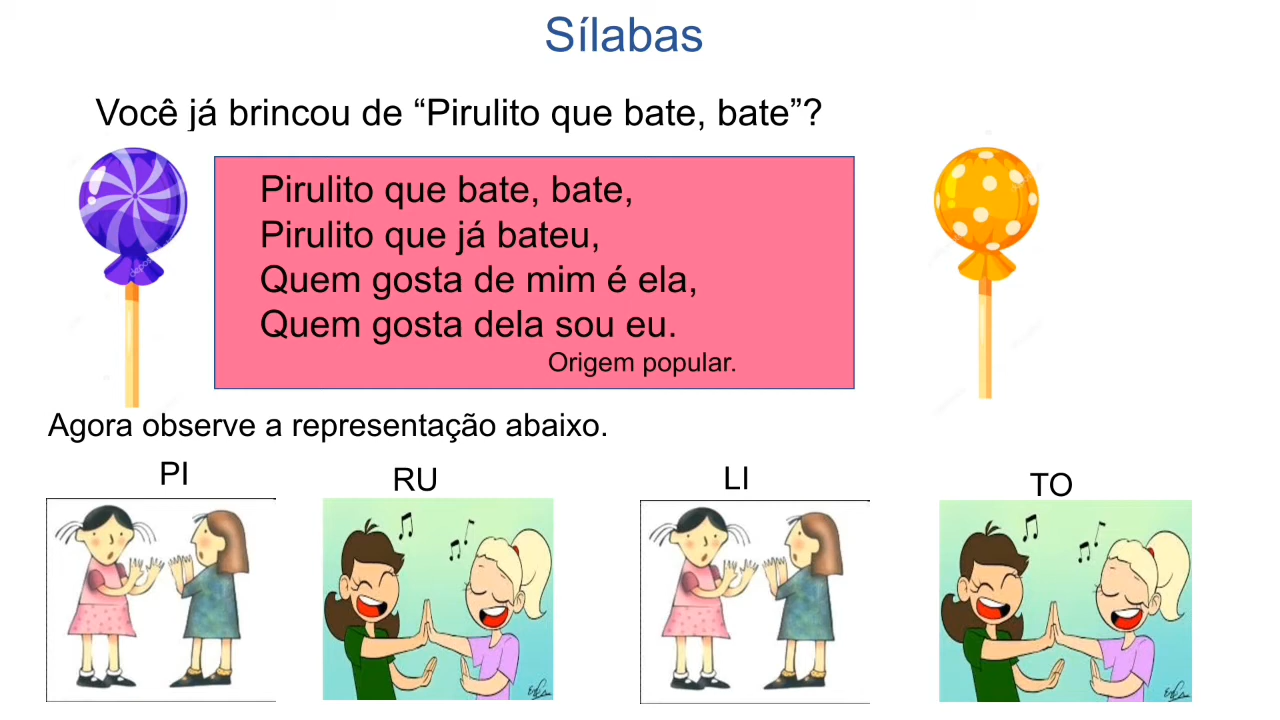 Sílabas
Você já brincou de “Pirulito que bate, bate”?
Pirulito que bate, bate,
Pirulito que já bateu,
Quem gosta de mim é ela,
Quem gosta dela sou eu.
Origem popular.
Agora observe a representação abaixo.
PI
RU
LI
TO